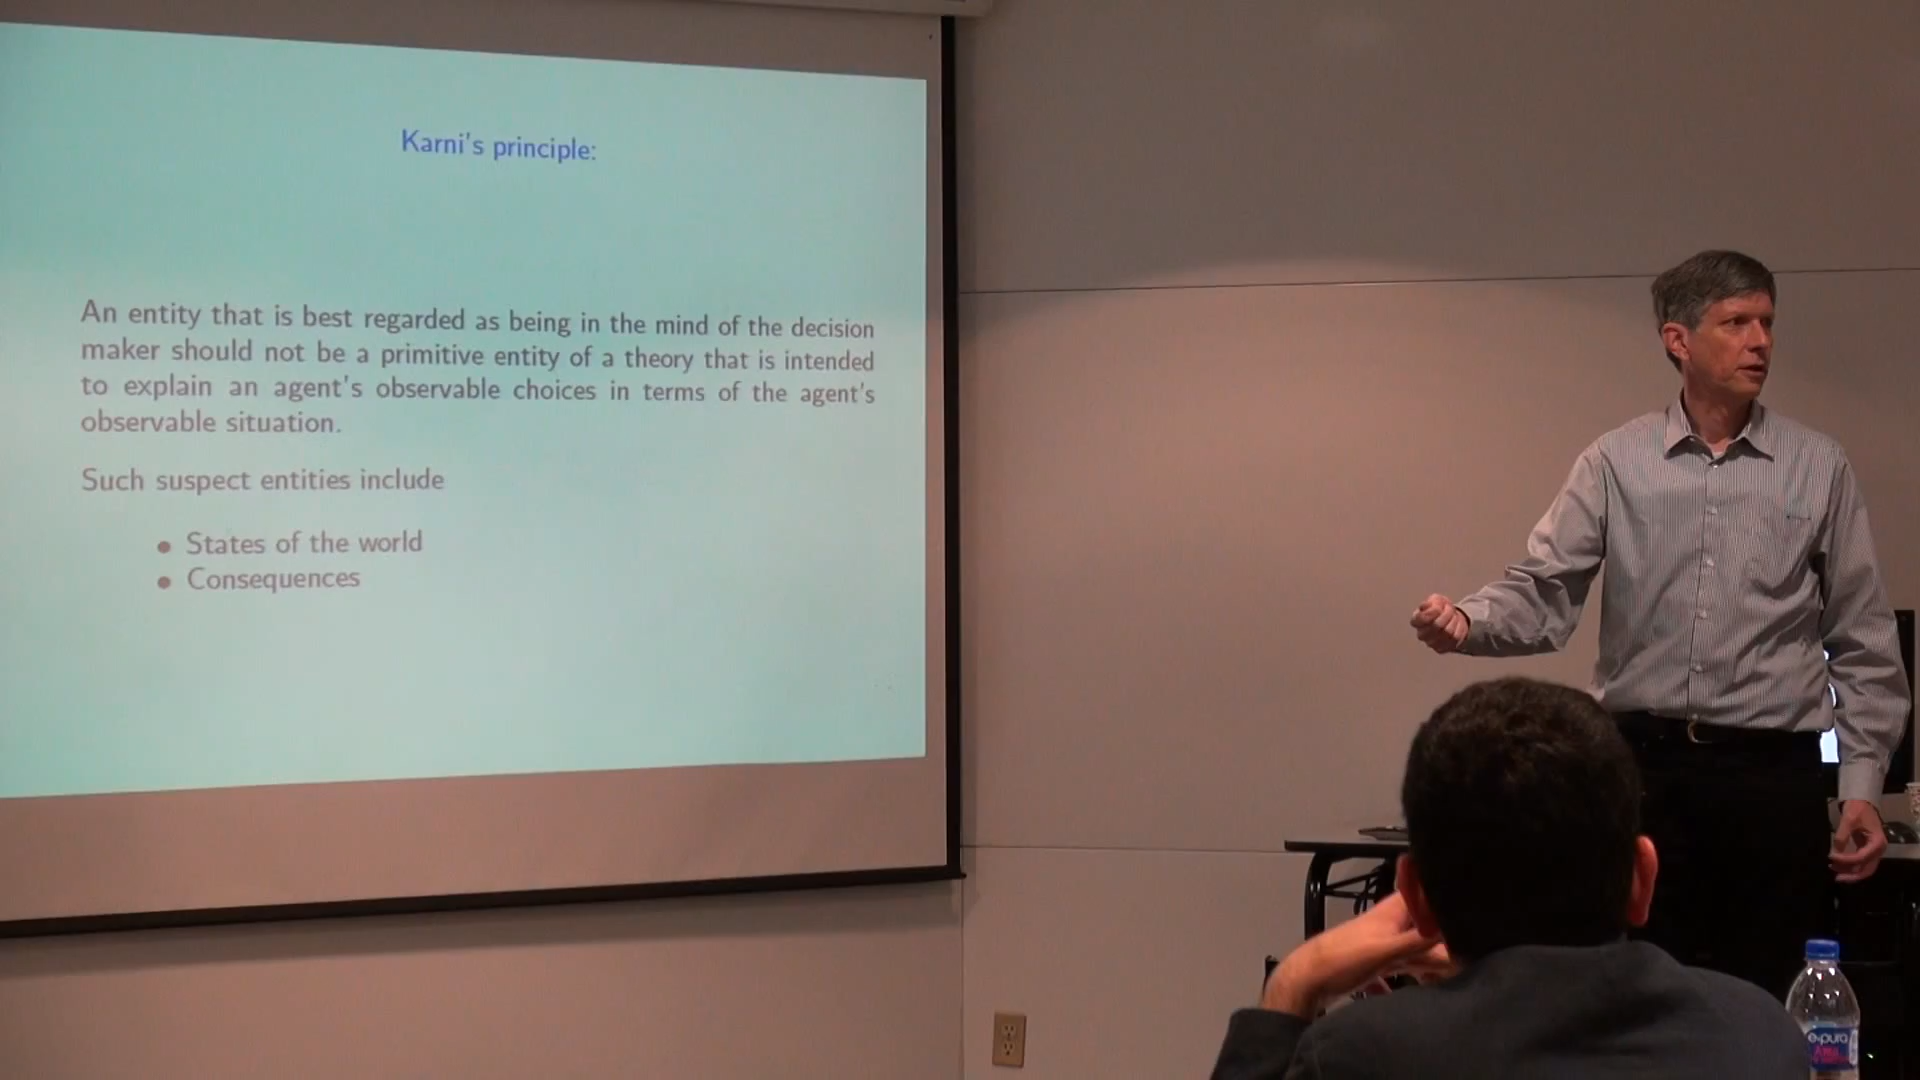 Karni's principle:
An entity that is best regarded as being in the mind of the decision
maker should not be a primitive entity of a theory that is intended
to explain an agent's observable choices in terms of the agent's
observable situation.
Such suspect entities include
• States of the world
• Consequences
epura